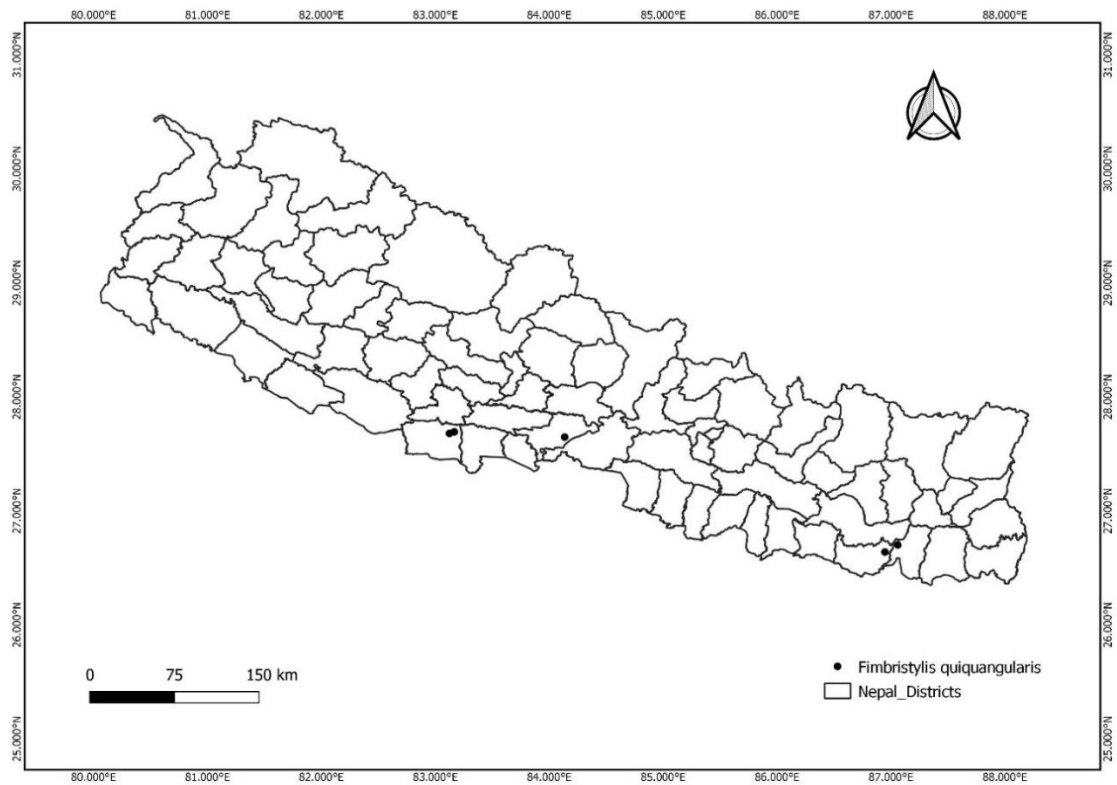 80.000°E 81.000°E 82.000°E 83.000°E 84.000°E 85.000°E 86.000°E 87.000°E 88.000°E
31.000°N 31.000°N
30.000°N 30.000°N
29.000°N 29.000°N
28.000°N 28.000°N
27.000°N 27.000°N
26.000°N 26.000°N
0 75 150 km
Fimbristylis quiquangularis
Nepal_Districts
25.000°N 25.000°N
80.000°E 81.000°E 82.000°E 83.000°E 84.000°E 85.000°E 86.000°E 87.000°E 88.000°E